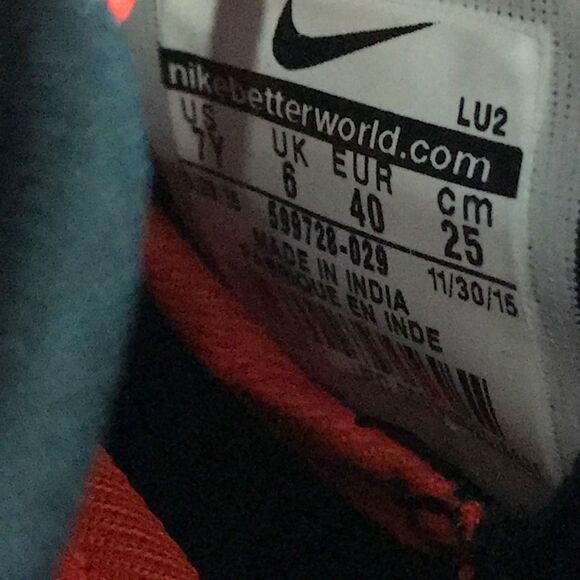 nikebetterworld.com
LU2
US UK EUR cm
7Y 6 40 25
599728-029 11/30/15
MADE IN INDIA
FABRIQUE EN INDE